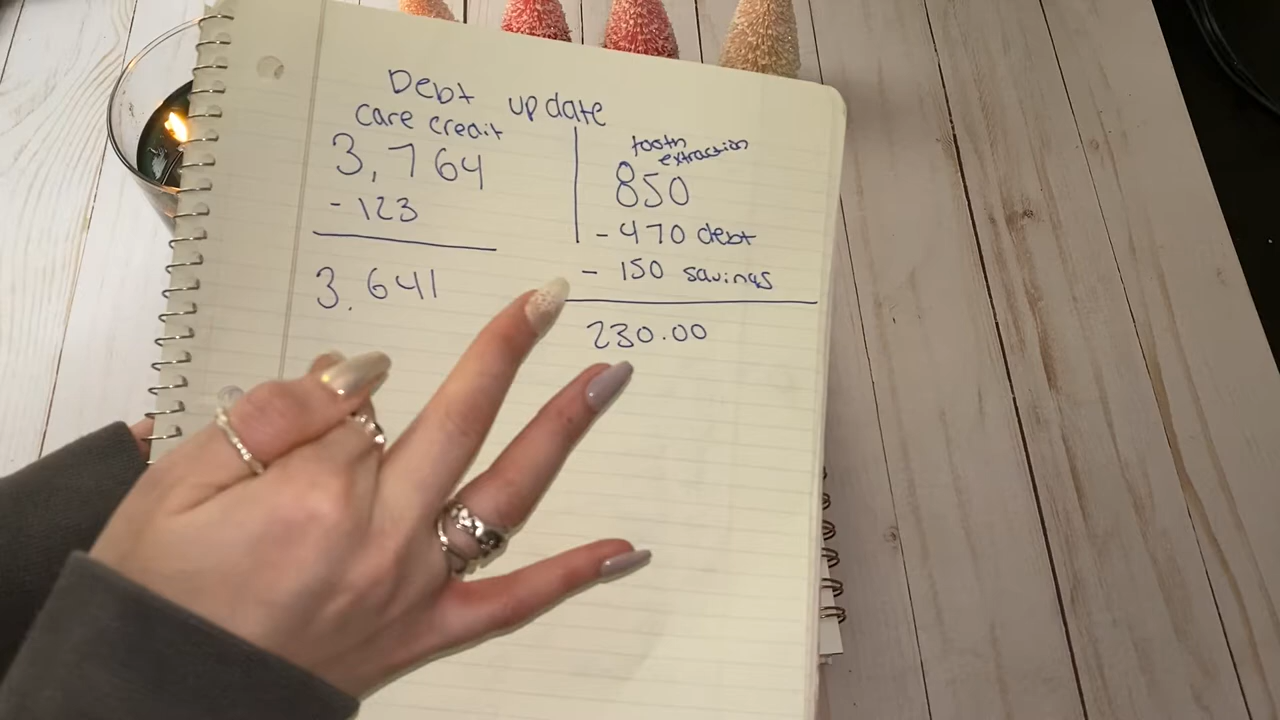 Debt update
care credit
3,764
- 123
3,641
tooth
extraction
850
- 470 debt
- 150 savings
230.00